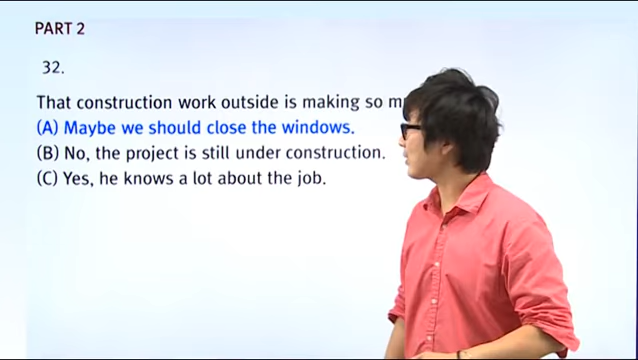 PART 2
32.
That construction work outside is making so
(A) Maybe we should close the windows.
(B) No, the project is still under construction.
(C) Yes, he knows a lot about the job.